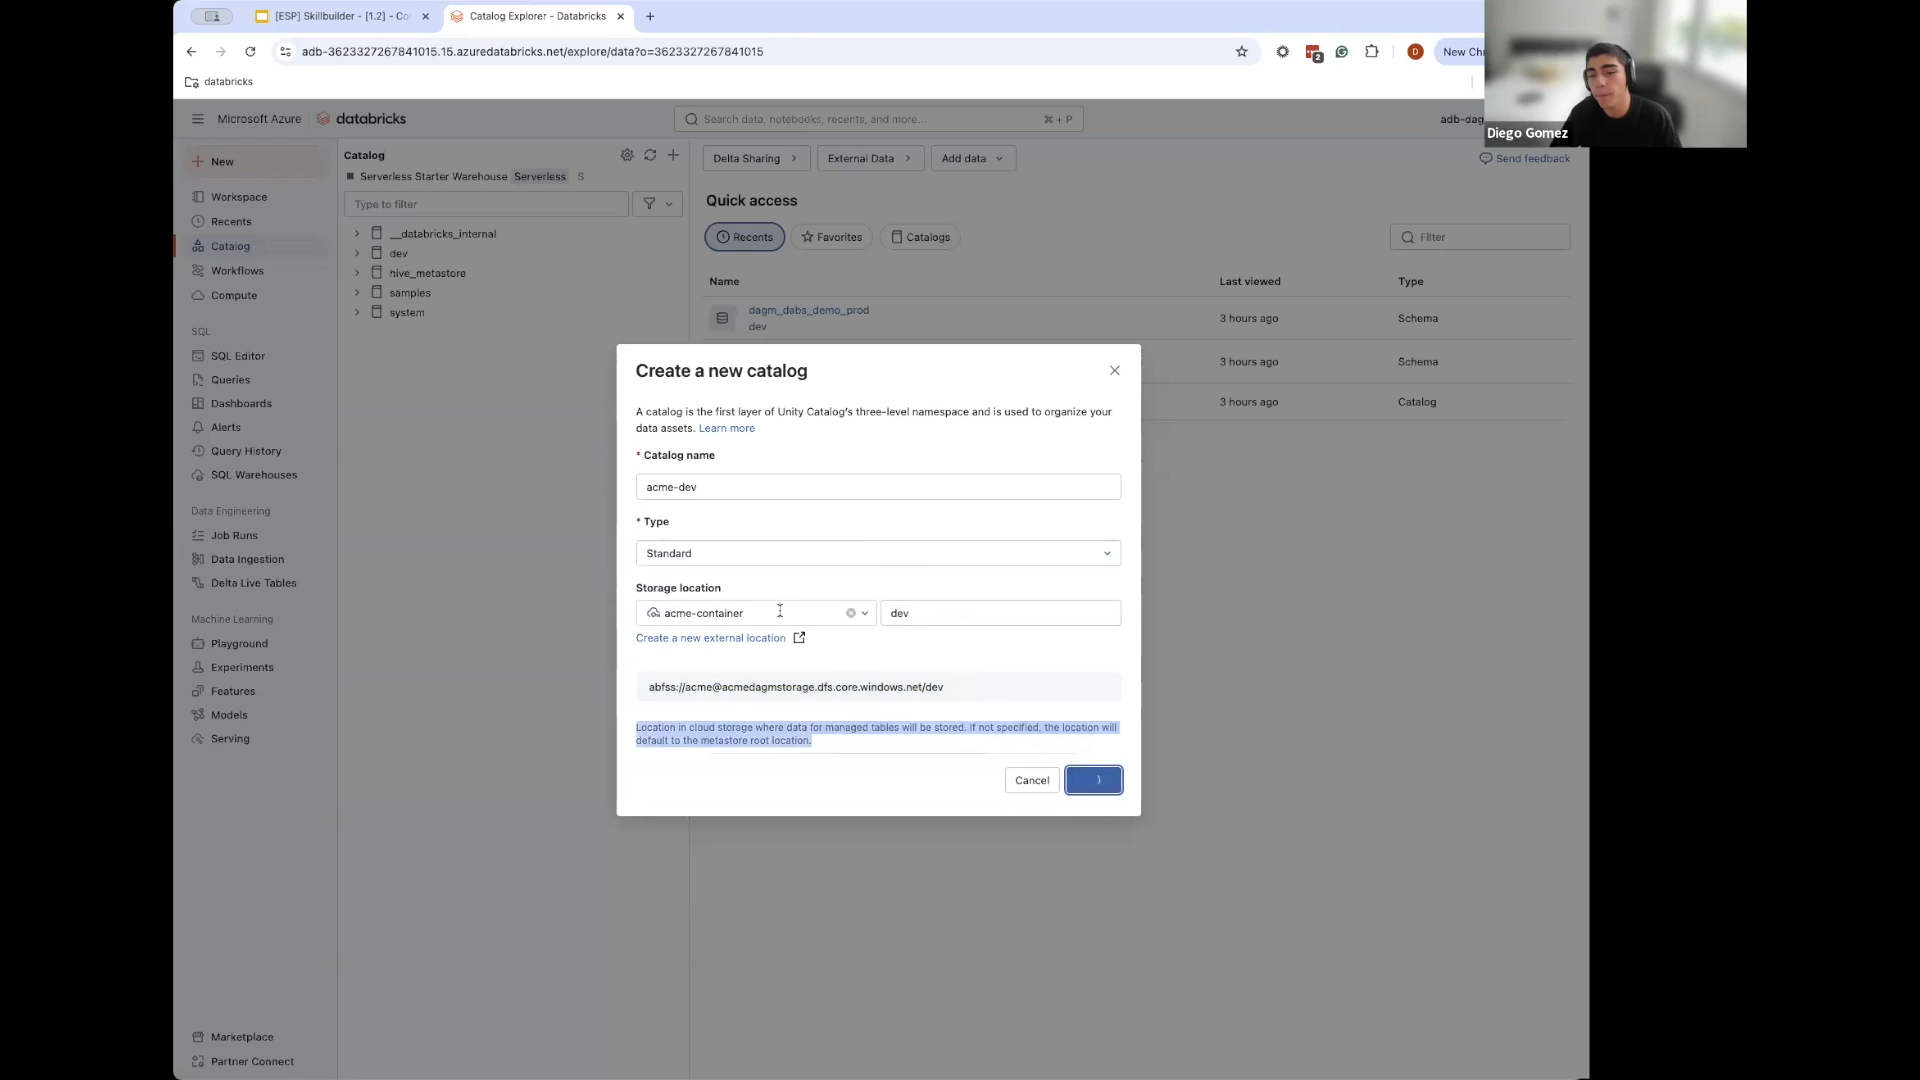 [ESP] Skillbuilder - [1.2] - Co
Catalog Explorer - Databricks
adb-3623327267841015.15.azuredatabricks.net/explore/data?o=3623327267841015
2
D
New Ch
databricks
Diego Gomez
Microsoft Azure
databricks
Search data, notebooks, recents, and more...
⌘ + P
adb-dag
New
Workspace
Recents
Catalog
Workflows
Compute
SQL
SQL Editor
Queries
Dashboards
Alerts
Query History
SQL Warehouses
Data Engineering
Job Runs
Data Ingestion
Delta Live Tables
Machine Learning
Playground
Experiments
Features
Models
Serving
Marketplace
Partner Connect
Catalog
Serverless Starter Warehouse Serverless S
Type to filter
__databricks_internal
dev
hive_metastore
samples
system
Delta Sharing
External Data
Add data
Send feedback
Quick access
Recents
Favorites
Catalogs
Filter
Name Last viewed Type
dagm_dabs_demo_prod
dev
3 hours ago Schema
3 hours ago Schema
3 hours ago Catalog
Create a new catalog
A catalog is the first layer of Unity Catalog's three-level namespace and is used to organize your
data assets. Learn more
* Catalog name
acme-dev
* Type
Standard
Storage location
acme-container
dev
Create a new external location
abfss://acme@acmedagmstorage.dfs.core.windows.net/dev
Location in cloud storage where data for managed tables will be stored. If not specified, the location will
default to the metastore root location.
Cancel